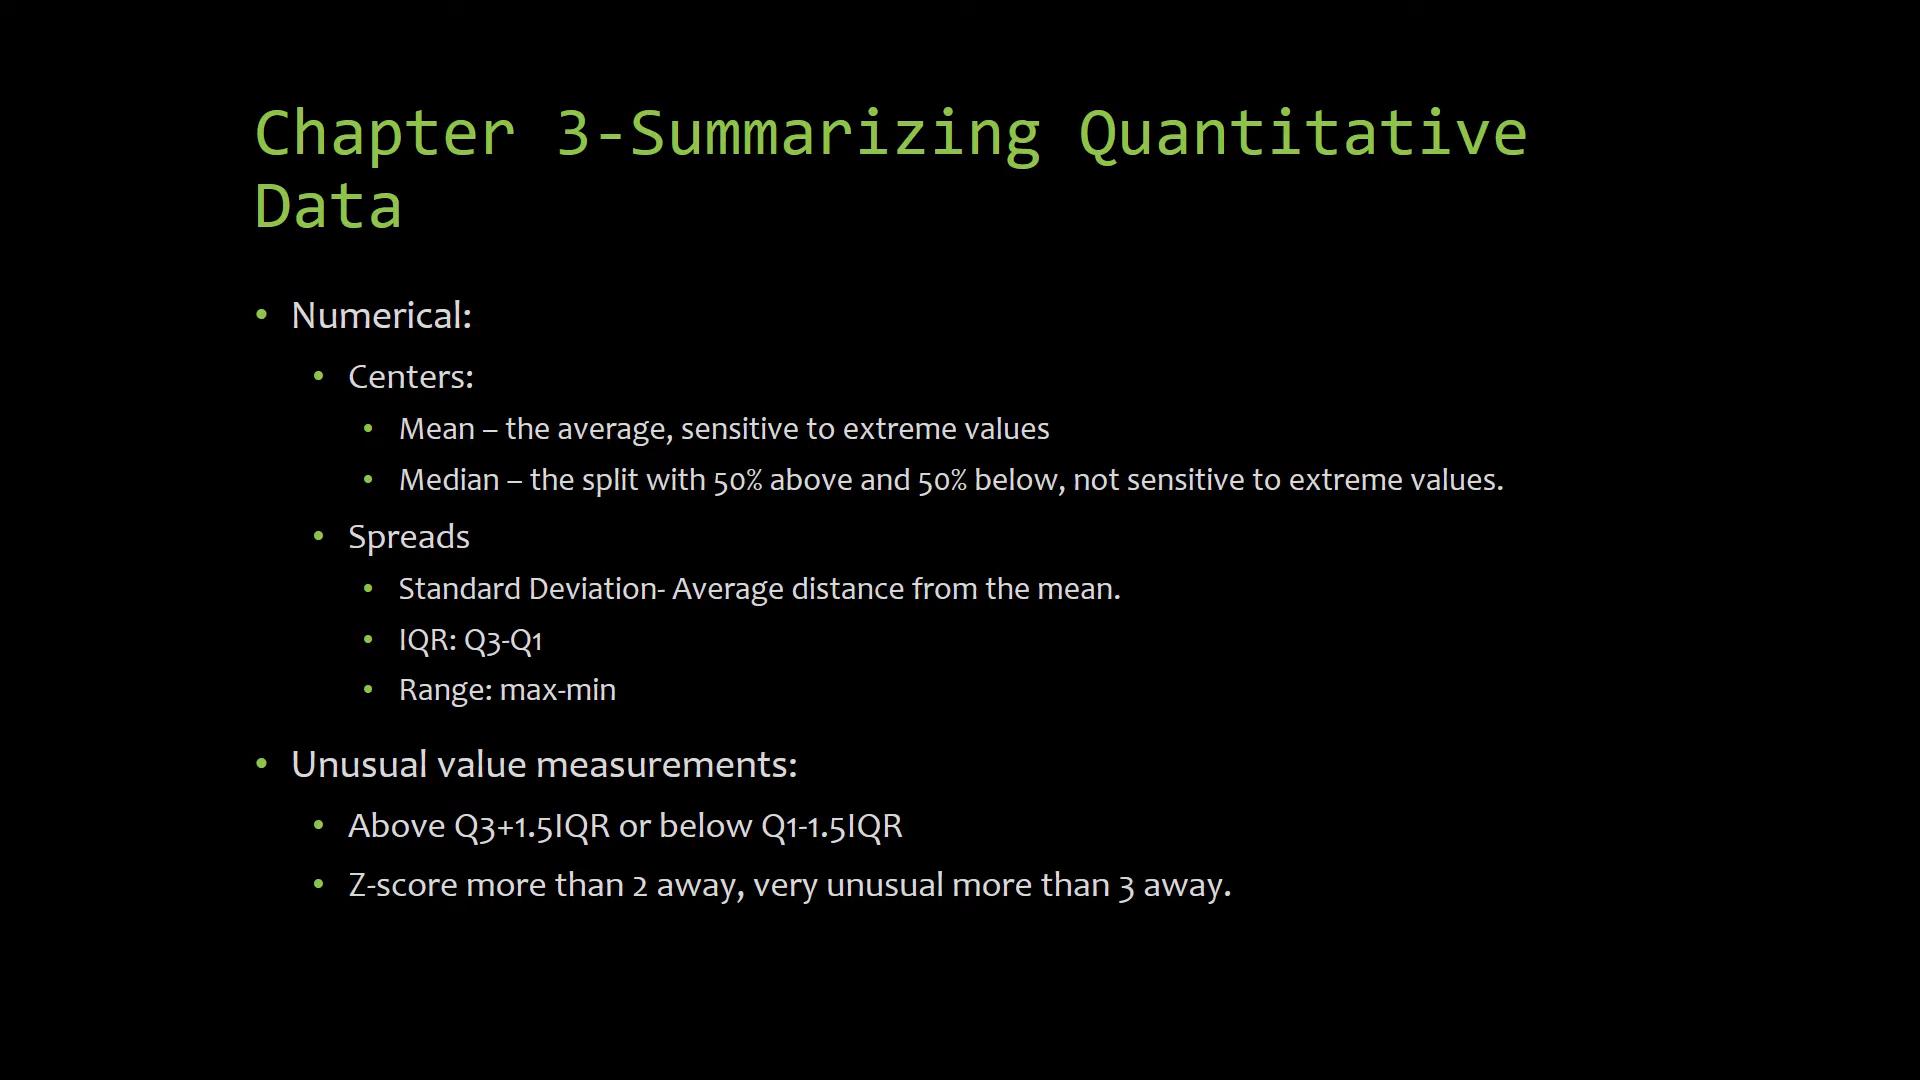 Chapter 3-Summarizing Quantitative
Data
• Numerical:
• Centers:
• Mean – the average, sensitive to extreme values
• Median – the split with 50% above and 50% below, not sensitive to extreme values.
• Spreads
• Standard Deviation- Average distance from the mean.
• IQR: Q3-Q1
• Range: max-min
• Unusual value measurements:
• Above Q3+1.5IQR or below Q1-1.5IQR
• Z-score more than 2 away, very unusual more than 3 away.